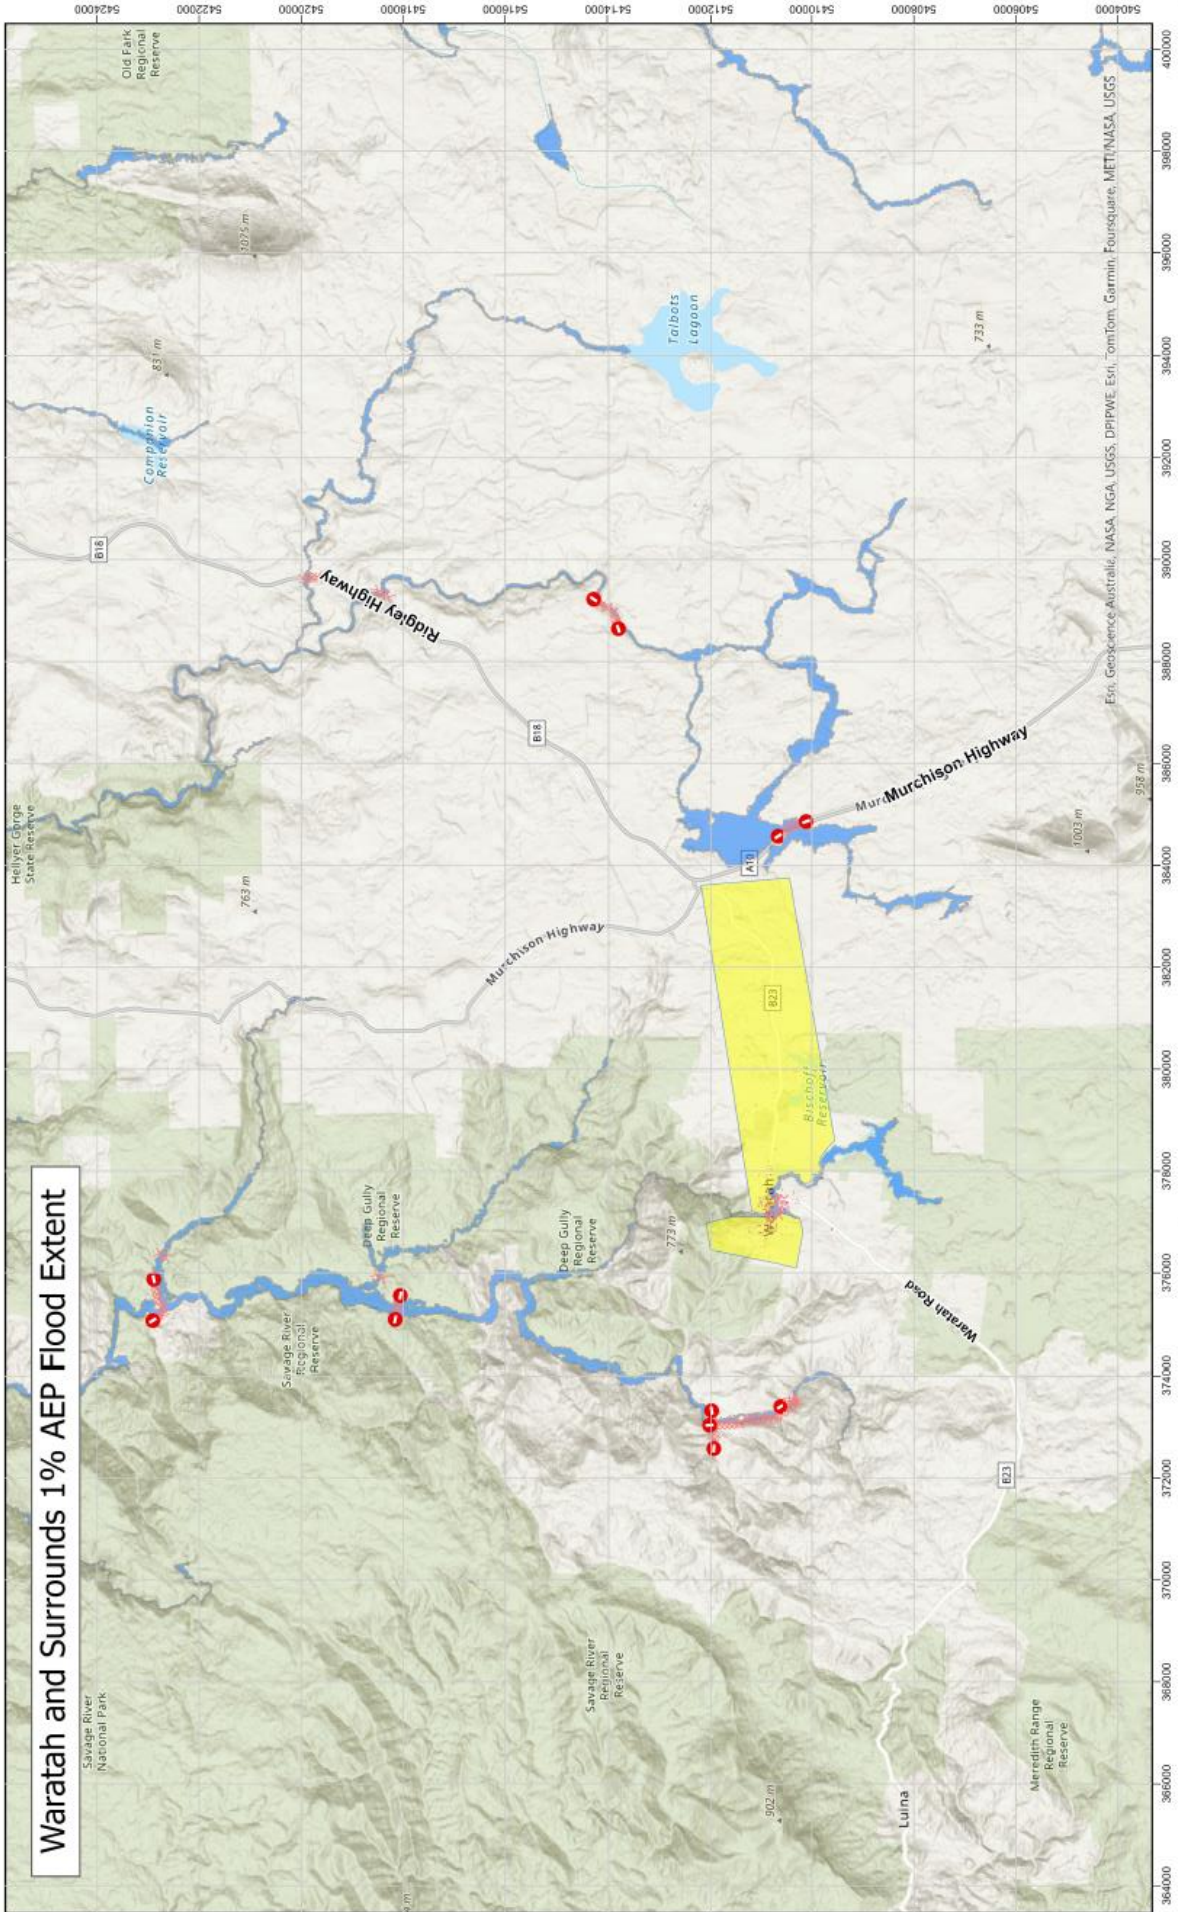 Waratah and Surrounds 1% AEP Flood Extent
Savage River
National Park
Hellyer Gorge
State Reserve
Old Park
Regional
Reserve
763 m
831 m
1075 m
Companion
Reservoir
B18
Savage River
Regional
Reserve
Deep Gully
Regional
Reserve
Ridgley Highway
Murchison Highway
B18
Deep Gully
Regional
Reserve
Savage River
Regional
Reserve
773 m
Talbots
Lagoon
A10
B23
Waratah
Bischoff
Reservoir
902 m
Murchison Highway
733 m
Waratah Road
Luina
B23
Meredith Range
Regional
Reserve
1003 m
958 m
Esri, Geoscience Australia, NASA, NGA, USGS, DPIPWE, Esri, TomTom, Garmin, Foursquare, METI/NASA, USGS
364000
366000
368000
370000
372000
374000
376000
378000
380000
382000
384000
386000
388000
390000
392000
394000
396000
398000
400000
5424000
5422000
5420000
5418000
5416000
5414000
5412000
5410000
5408000
5406000
5404000